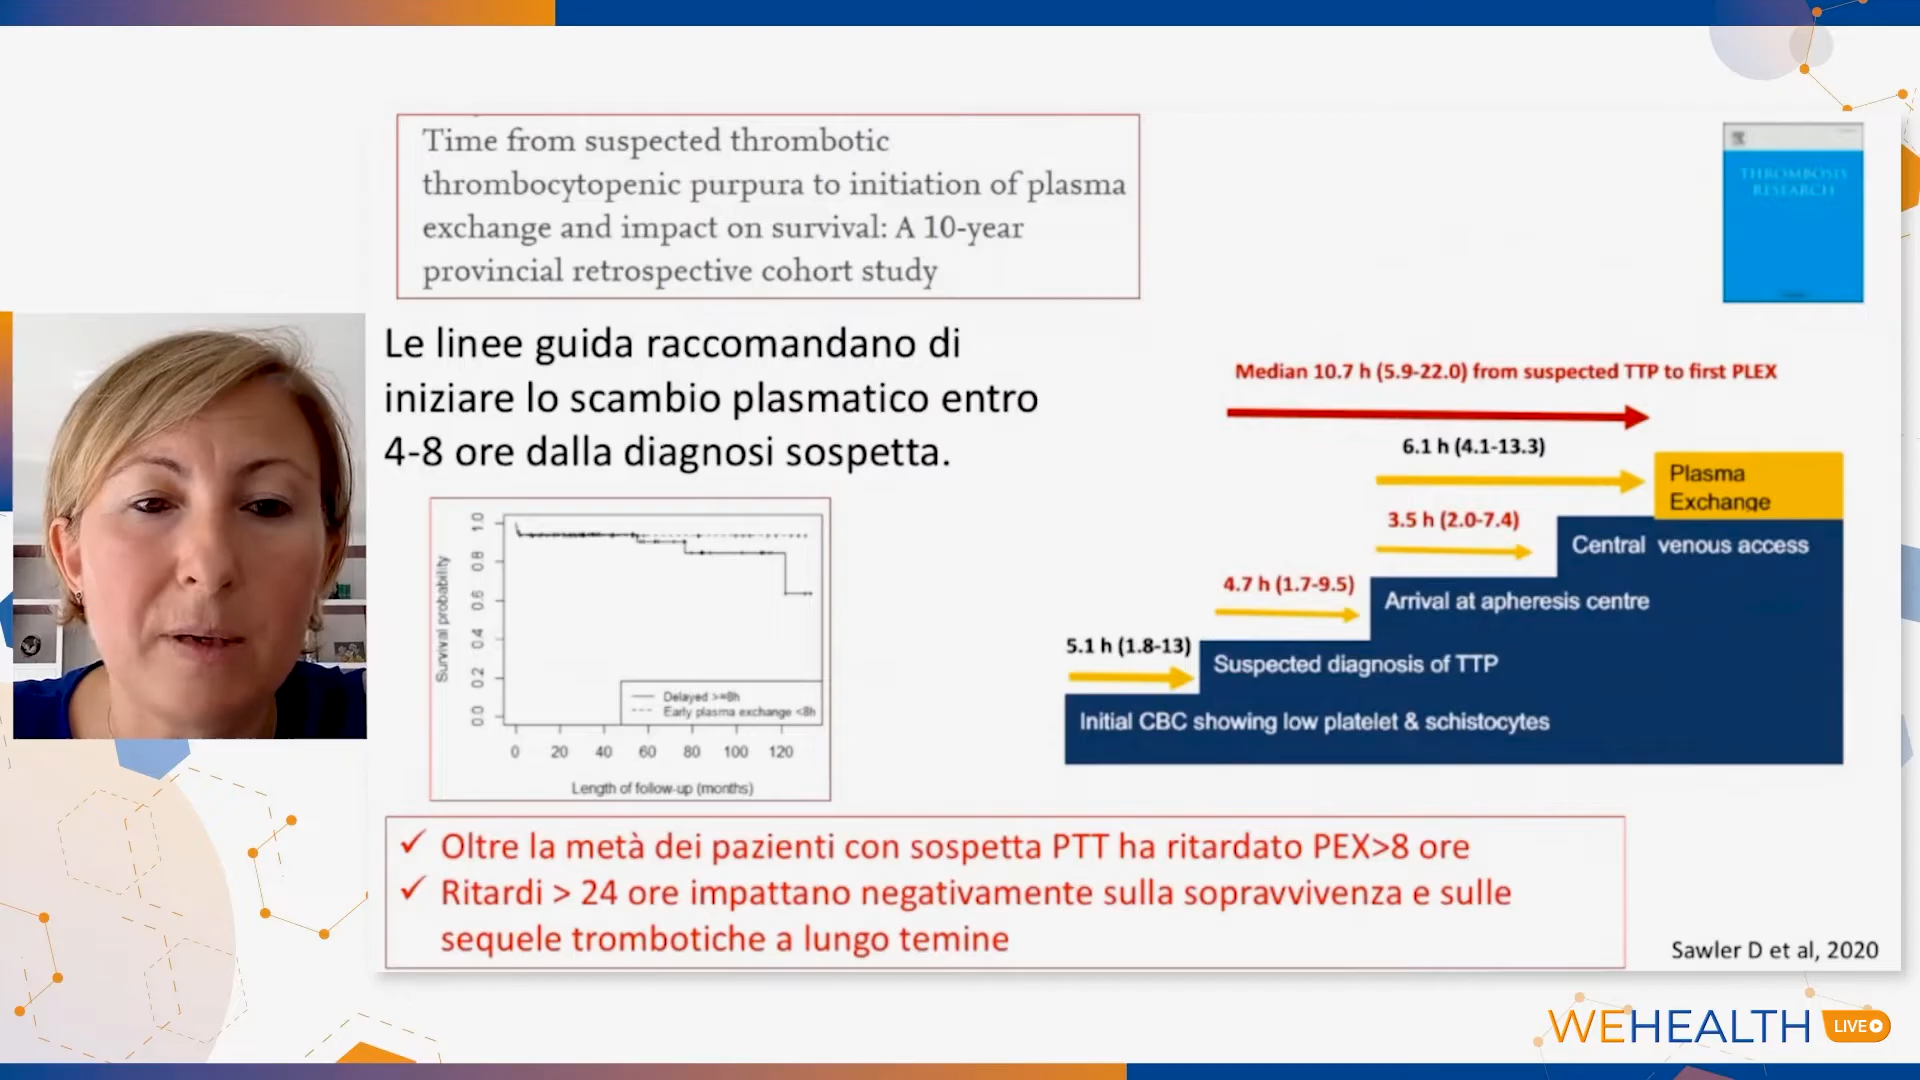 Time from suspected thrombotic
thrombocytopenic purpura to initiation of plasma
exchange and impact on survival: A 10-year
provincial retrospective cohort study
THROMBOSIS
RESEARCH
Le linee guida raccomandano di
iniziare lo scambio plasmatico entro
4-8 ore dalla diagnosi sospetta.
Median 10.7 h (5.9-22.0) from suspected TTP to first PLEX
6.1 h (4.1-13.3)
Plasma
Exchange
3.5 h (2.0-7.4)
Central venous access
4.7 h (1.7-9.5)
Arrival at apheresis centre
5.1 h (1.8-13)
Suspected diagnosis of TTP
Initial CBC showing low platelet & schistocytes
Survival probability
1.0
0.8
0.6
0.4
0.2
0.0
Delayed >=8h
Early plasma exchange <8h
0 20 40 60 80 100 120
Length of follow-up (months)
✓ Oltre la metà dei pazienti con sospetta PTT ha ritardato PEX>8 ore
✓ Ritardi > 24 ore impattano negativamente sulla sopravvivenza e sulle
sequele trombotiche a lungo temine
Sawler D et al, 2020
WEHEALTH LIVE